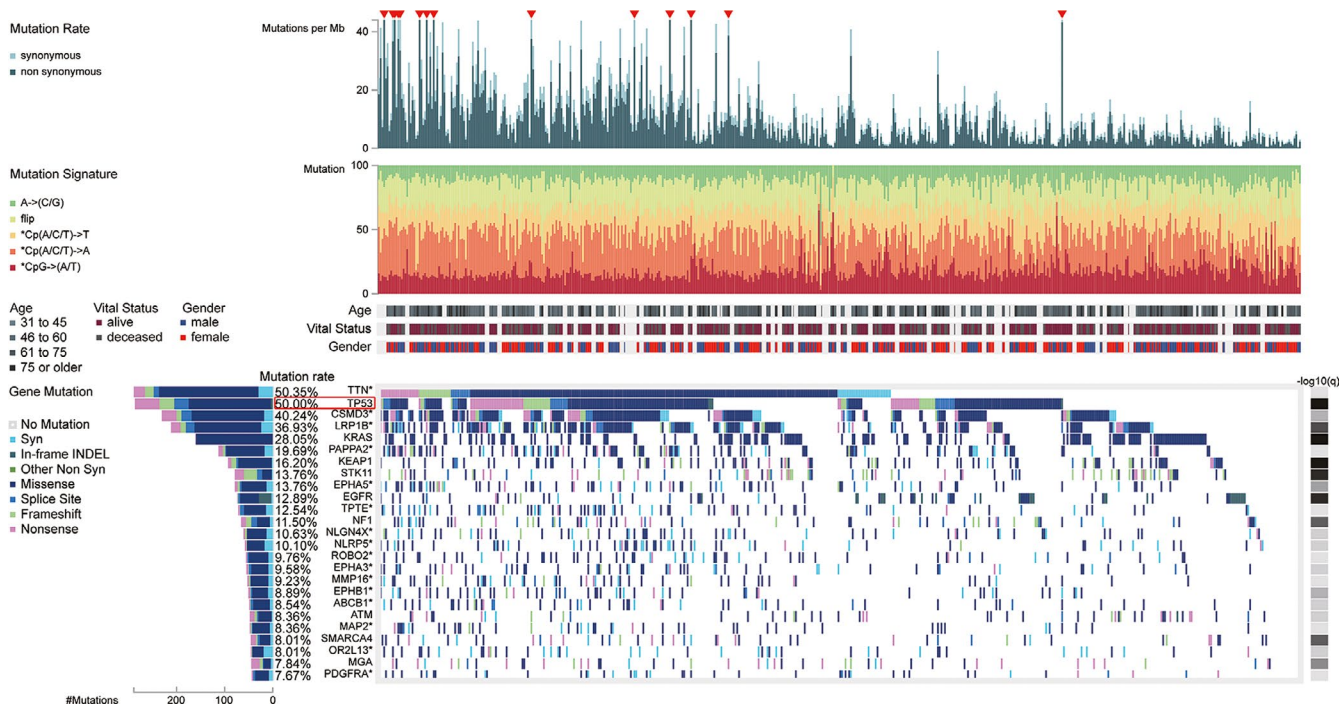 Mutation Rate
synonymous
non synonymous
Mutations per Mb
40
20
0
Mutation Signature
A->(C/G)
flip
*Cp(A/C/T)->T
*Cp(A/C/T)->A
*CpG->(A/T)
Mutation
100
50
0
Age
31 to 45
46 to 60
61 to 75
75 or older
Vital Status
alive
deceased
Gender
male
female
Age
Vital Status
Gender
Gene Mutation
No Mutation
Syn
In-frame INDEL
Other Non Syn
Missense
Splice Site
Frameshift
Nonsense
Mutation rate
-log10(q)
50.35% TTN*
50.00% TP53
40.24% CSMD3*
36.93% LRP1B*
28.05% KRAS
19.69% PAPPA2*
16.20% KEAP1
13.76% STK11
13.76% EPHA5*
12.89% EGFR
12.54% TPTE*
11.50% NF1
10.63% NLGN4X*
10.10% NLRP5*
9.76% ROBO2*
9.58% EPHA3*
9.23% MMP16*
8.89% EPHB1*
8.54% ABCB1*
8.36% ATM
8.36% MAP2*
8.01% SMARCA4
8.01% OR2L13*
7.84% MGA
7.67% PDGFRA*
#Mutations 200 100 0